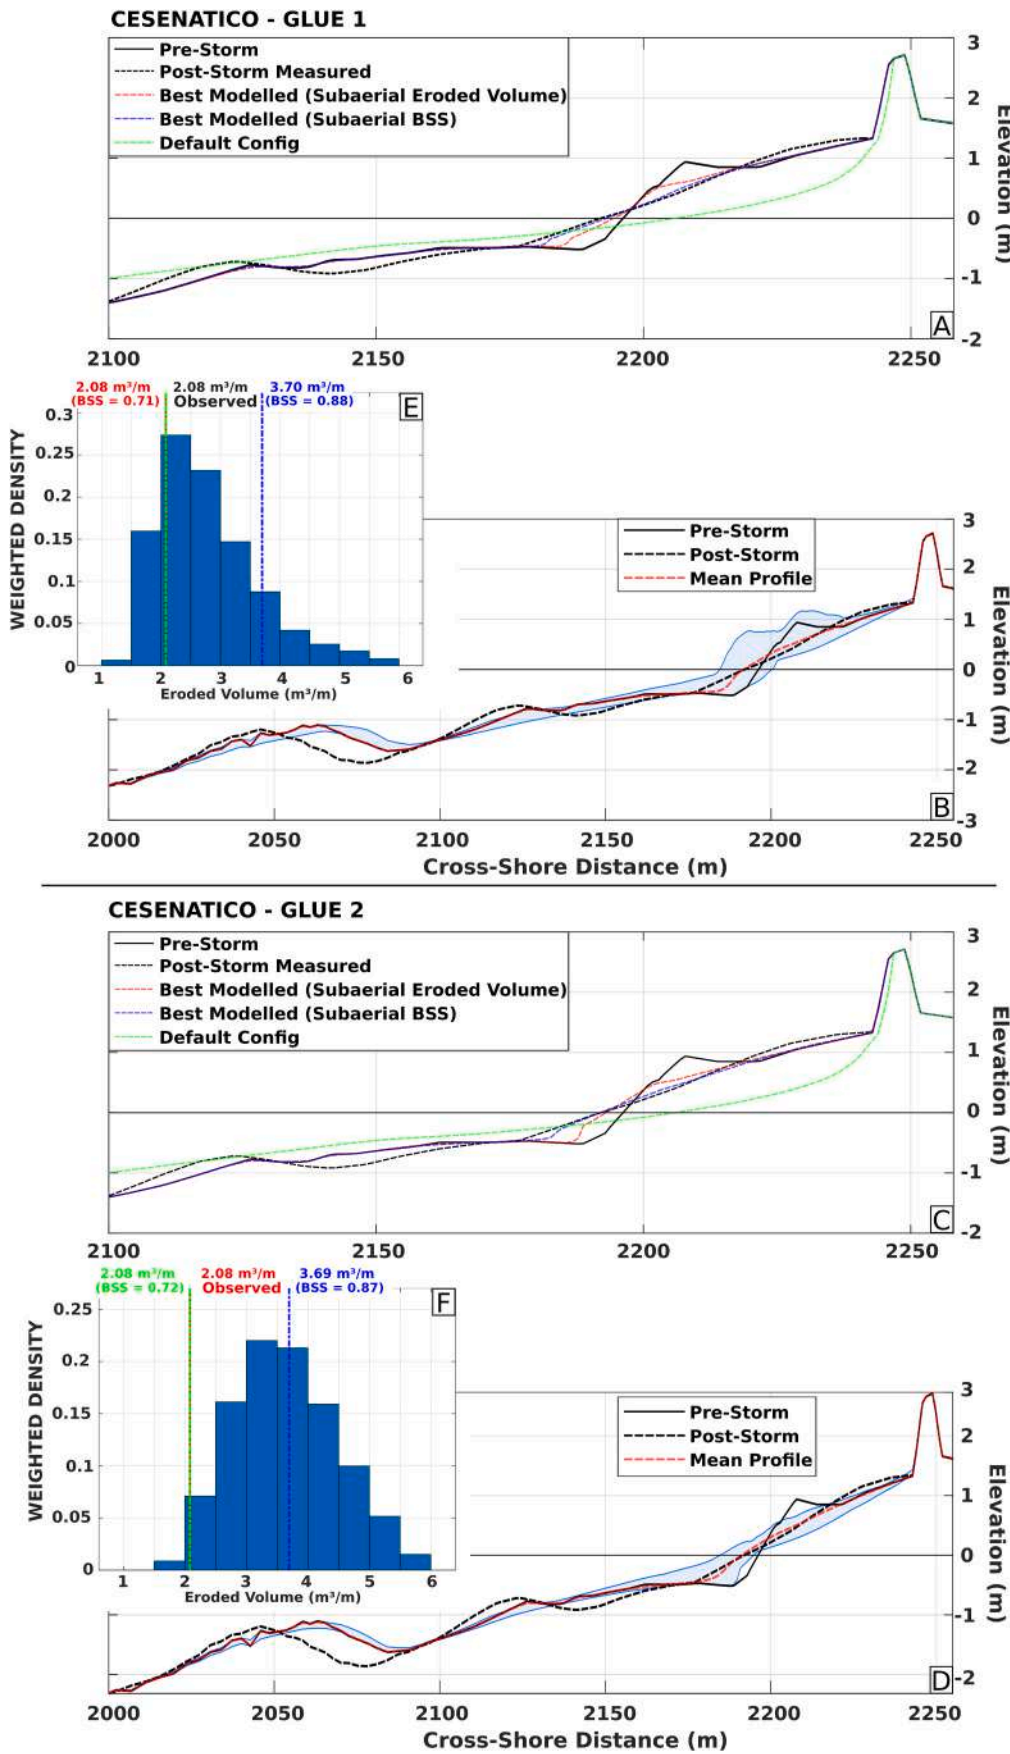 CESENATICO - GLUE 1
Pre-Storm
Post-Storm Measured
Best Modelled (Subaerial Eroded Volume)
Best Modelled (Subaerial BSS)
Default Config
3
2
1
0
-1
-2
Elevation (m)
A
2100 2150 2200 2250
2.08 m³/m 2.08 m³/m 3.70 m³/m
(BSS = 0.71) Observed (BSS = 0.88)
E
0.3
0.25
0.2
0.15
0.1
0.05
0
WEIGHTED DENSITY
1 2 3 4 5 6
Eroded Volume (m³/m)
Pre-Storm
Post-Storm
Mean Profile
3
2
1
0
-1
-2
-3
Elevation (m)
B
2000 2050 2100 2150 2200 2250
Cross-Shore Distance (m)
CESENATICO - GLUE 2
Pre-Storm
Post-Storm Measured
Best Modelled (Subaerial Eroded Volume)
Best Modelled (Subaerial BSS)
Default Config
3
2
1
0
-1
-2
Elevation (m)
C
2100 2150 2200 2250
2.08 m³/m 2.08 m³/m 3.69 m³/m
(BSS = 0.72) Observed (BSS = 0.87)
F
0.25
0.2
0.15
0.1
0.05
0
WEIGHTED DENSITY
1 2 3 4 5 6
Eroded Volume (m³/m)
Pre-Storm
Post-Storm
Mean Profile
3
2
1
0
-1
-2
Elevation (m)
D
2000 2050 2100 2150 2200 2250
Cross-Shore Distance (m)